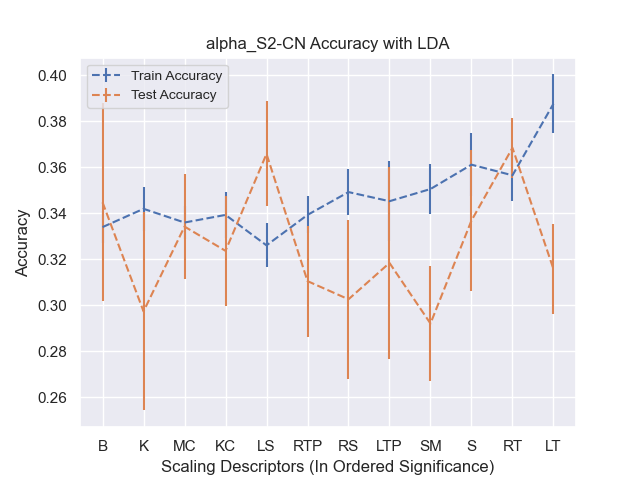 alpha_S2-CN Accuracy with LDA
Train Accuracy
Test Accuracy
0.40
0.38
0.36
0.34
0.32
0.30
0.28
0.26
Accuracy
B K MC KC LS RTP RS LTP SM S RT LT
Scaling Descriptors (In Ordered Significance)